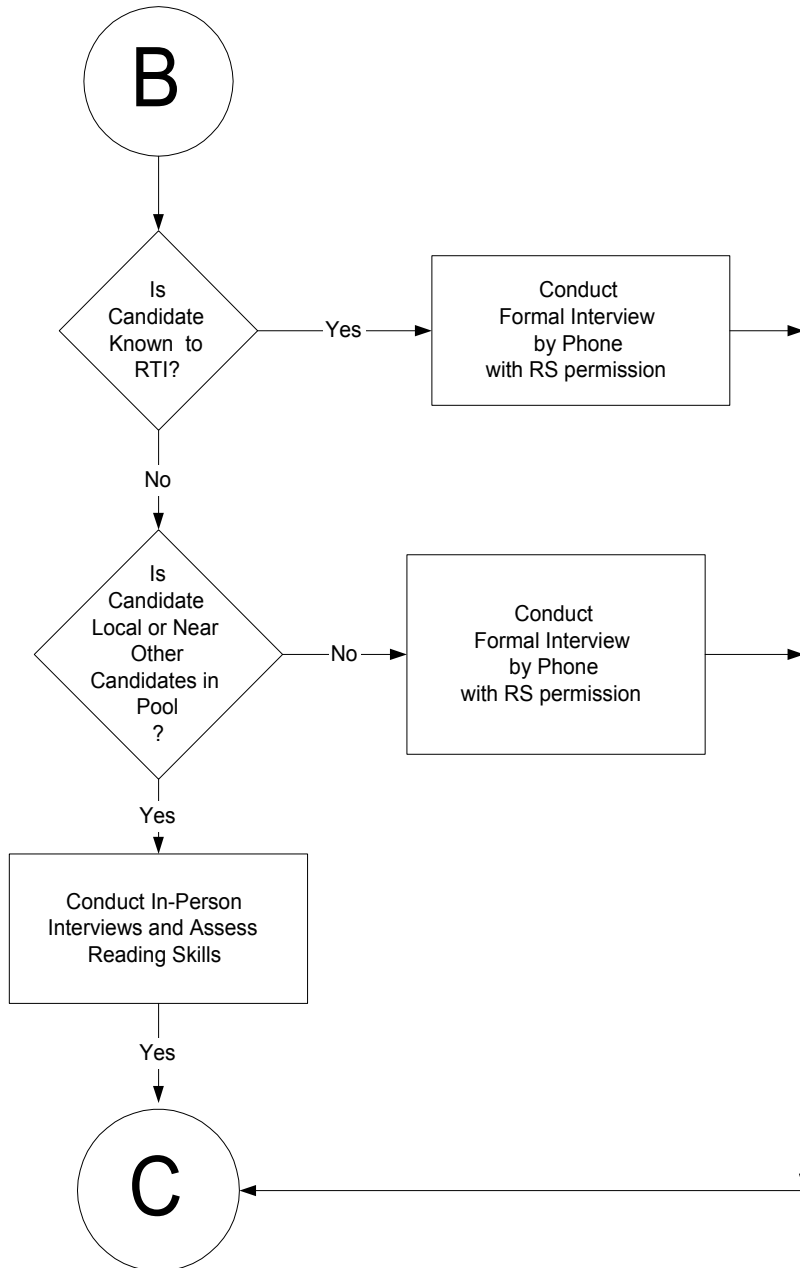 B
Is
Candidate
Known to
RTI?
Yes
Conduct
Formal Interview
by Phone
with RS permission
No
Is
Candidate
Local or Near
Other
Candidates in
Pool
?
No
Conduct
Formal Interview
by Phone
with RS permission
Yes
Conduct In-Person
Interviews and Assess
Reading Skills
Yes
C